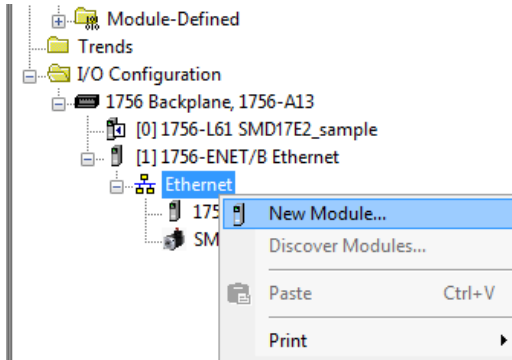 Module-Defined
Trends
I/O Configuration
1756 Backplane, 1756-A13
[0] 1756-L61 SMD17E2_sample
[1] 1756-ENET/B Ethernet
Ethernet
175
New Module...
SM
Discover Modules...
Paste Ctrl+V
Print